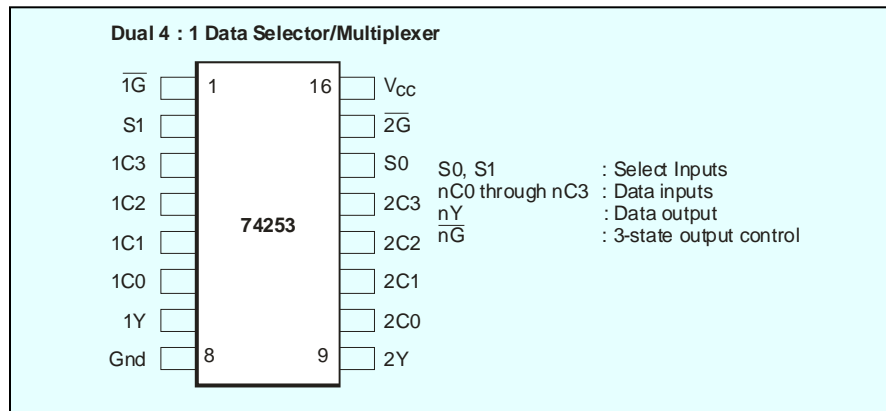 Dual 4 : 1 Data Selector/Multiplexer
1G 1 16 VCC
S1 2G
1C3 S0
1C2 2C3
1C1 2C2
1C0 2C1
1Y 2C0
Gnd 8 9 2Y
74253
S0, S1 : Select Inputs
nC0 through nC3 : Data inputs
nY : Data output
nG : 3-state output control